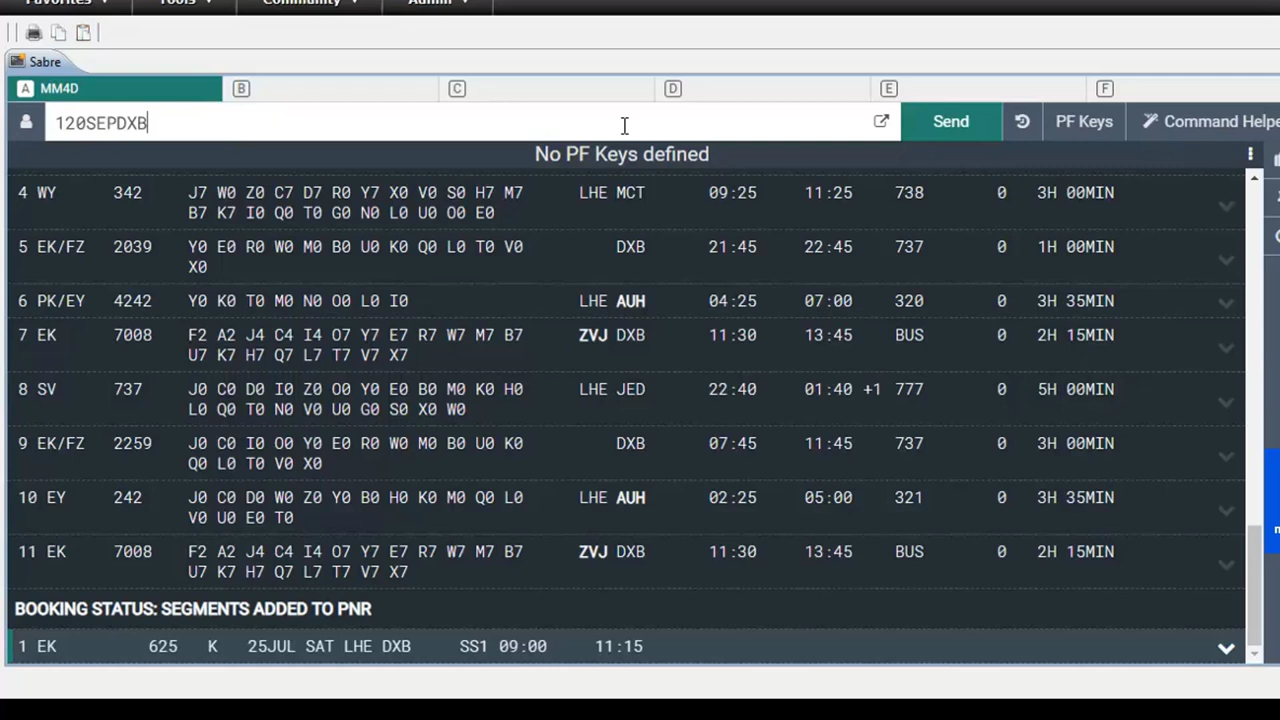 Favorites Tools Community Admin
Sabre
A MM4D B C D E F
120SEPDXB Send PF Keys Command Helpe
No PF Keys defined
4 WY 342 J7 W0 Z0 C7 D7 R0 Y7 X0 V0 S0 H7 M7 LHE MCT 09:25 11:25 738 0 3H 00MIN
B7 K7 I0 Q0 T0 G0 N0 L0 U0 O0 E0
5 EK/FZ 2039 Y0 E0 R0 W0 M0 B0 U0 K0 Q0 L0 T0 V0 DXB 21:45 22:45 737 0 1H 00MIN
X0
6 PK/EY 4242 Y0 K0 T0 M0 N0 O0 L0 I0 LHE AUH 04:25 07:00 320 0 3H 35MIN
7 EK 7008 F2 A2 J4 C4 I4 O7 Y7 E7 R7 W7 M7 B7 ZVJ DXB 11:30 13:45 BUS 0 2H 15MIN
U7 K7 H7 Q7 L7 T7 V7 X7
8 SV 737 J0 C0 D0 I0 Z0 O0 Y0 E0 B0 M0 K0 H0 LHE JED 22:40 01:40 +1 777 0 5H 00MIN
L0 Q0 T0 N0 V0 U0 G0 S0 X0 W0
9 EK/FZ 2259 J0 C0 I0 O0 Y0 E0 R0 W0 M0 B0 U0 K0 DXB 07:45 11:45 737 0 3H 00MIN
Q0 L0 T0 V0 X0
10 EY 242 J0 C0 D0 W0 Z0 Y0 B0 H0 K0 M0 Q0 L0 LHE AUH 02:25 05:00 321 0 3H 35MIN
V0 U0 E0 T0
11 EK 7008 F2 A2 J4 C4 I4 O7 Y7 E7 R7 W7 M7 B7 ZVJ DXB 11:30 13:45 BUS 0 2H 15MIN
U7 K7 H7 Q7 L7 T7 V7 X7
BOOKING STATUS: SEGMENTS ADDED TO PNR
1 EK 625 K 25JUL SAT LHE DXB SS1 09:00 11:15